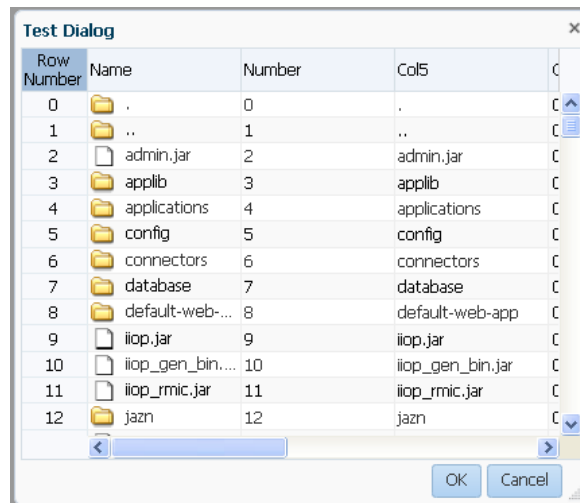 Test Dialog
Row Number Name Number Col5
0 . 0 .
1 .. 1 ..
2 admin.jar 2 admin.jar
3 applib 3 applib
4 applications 4 applications
5 config 5 config
6 connectors 6 connectors
7 database 7 database
8 default-web-... 8 default-web-app
9 iiop.jar 9 iiop.jar
10 iiop_gen_bin.... 10 iiop_gen_bin.jar
11 iiop_rmic.jar 11 iiop_rmic.jar
12 jazn 12 jazn
OK Cancel